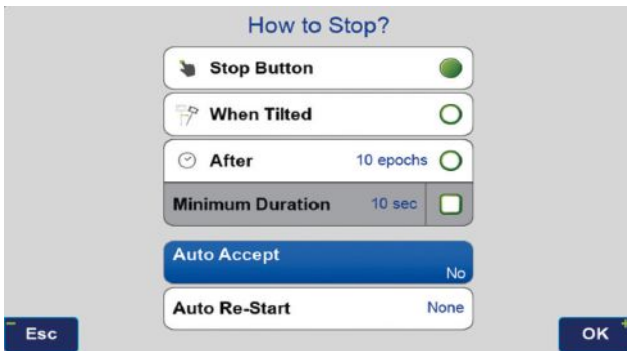 How to Stop?
Stop Button
When Tilted
After 10 epochs
Minimum Duration 10 sec
Auto Accept
No
Auto Re-Start None
Esc OK